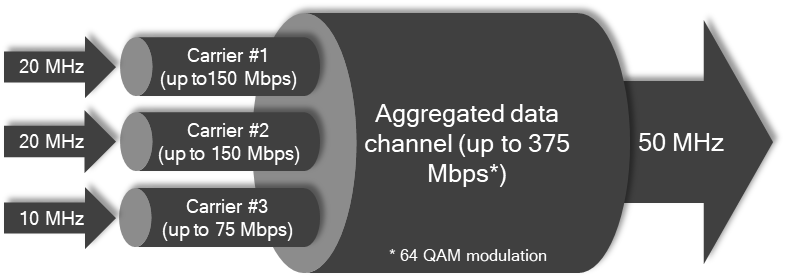 20 MHz
Carrier #1
(up to150 Mbps)
20 MHz
Carrier #2
(up to 150 Mbps)
10 MHz
Carrier #3
(up to 75 Mbps)
Aggregated data
channel (up to 375
Mbps*)
* 64 QAM modulation
50 MHz